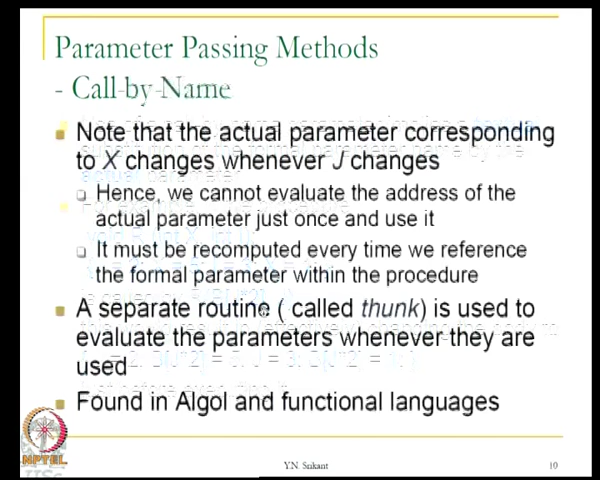 Parameter Passing Methods
- Call-by-Name
Note that the actual parameter corresponding
to X changes whenever J changes
Hence, we cannot evaluate the address of the
actual parameter just once and use it
It must be recomputed every time we reference
the formal parameter within the procedure
A separate routine ( called thunk) is used to
evaluate the parameters whenever they are
used
Found in Algol and functional languages
NPTEL
Y.N. Srikant
10